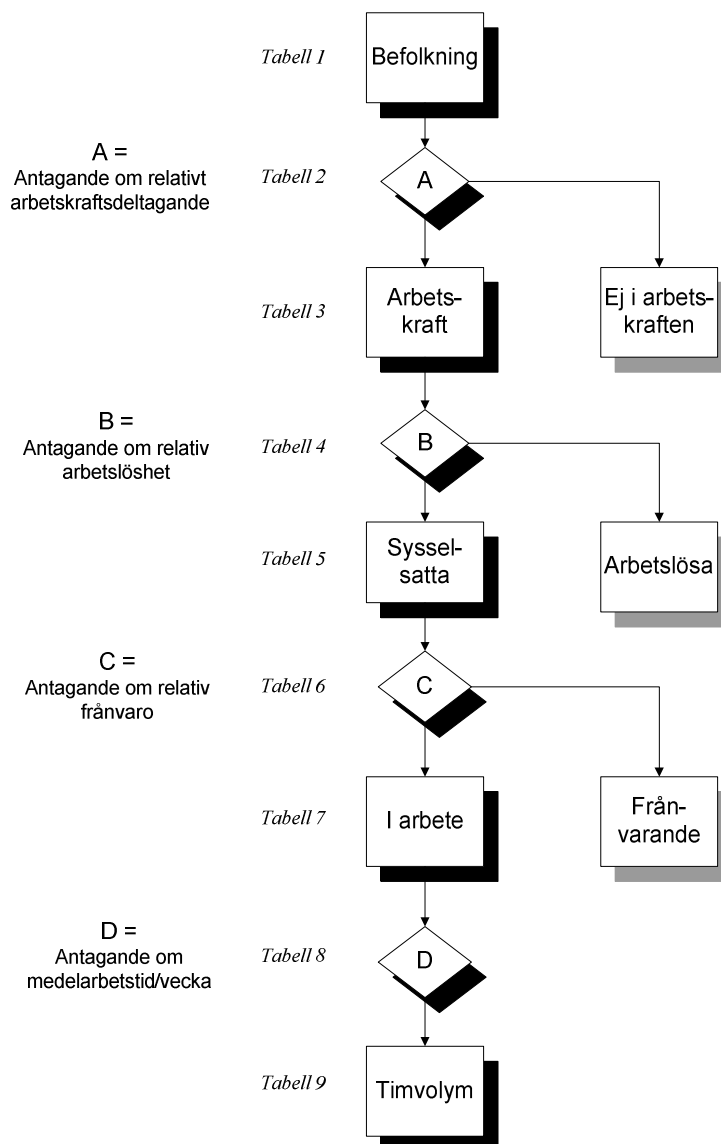 Tabell 1
Befolkning
A =
Antagande om relativt
arbetskraftsdeltagande
Tabell 2
A
Tabell 3
Arbets-
kraft
Ej i arbets-
kraften
B =
Antagande om relativ
arbetslöshet
Tabell 4
B
Tabell 5
Syssel-
satta
Arbetslösa
C =
Antagande om relativ
frånvaro
Tabell 6
C
Tabell 7
I arbete
Från-
varande
D =
Antagande om
medelarbetstid/vecka
Tabell 8
D
Tabell 9
Timvolym